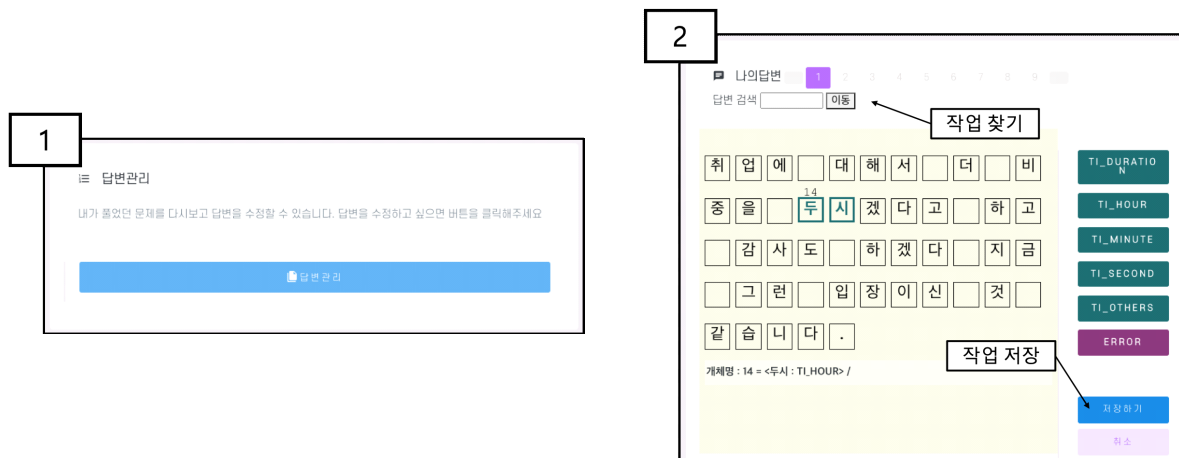 1
답변관리
내가 풀었던 문제를 다시보고 답변을 수정할 수 있습니다. 답변을 수정하고 싶으면 버튼을 클릭해주세요
답변관리
2
나의답변 1 2 3 4 5 6 7 8 9
답변 검색 이동
작업 찾기
취업에 대해서 더 비
14
중을 두시겠다고 하고
감사도 하겠다 지금
그런 입장이신 것
같습니다.
개체명 : 14 = <두시 : TI_HOUR> /
TI_DURATIO
N
TI_HOUR
TI_MINUTE
TI_SECOND
TI_OTHERS
ERROR
작업 저장
저장하기
취소